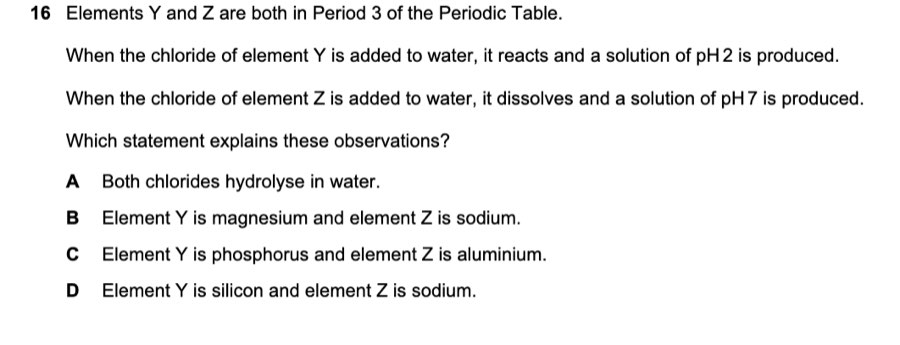 16 Elements Y and Z are both in Period 3 of the Periodic Table.
When the chloride of element Y is added to water, it reacts and a solution of pH 2 is produced.
When the chloride of element Z is added to water, it dissolves and a solution of pH 7 is produced.
Which statement explains these observations?
A Both chlorides hydrolyse in water.
B Element Y is magnesium and element Z is sodium.
C Element Y is phosphorus and element Z is aluminium.
D Element Y is silicon and element Z is sodium.